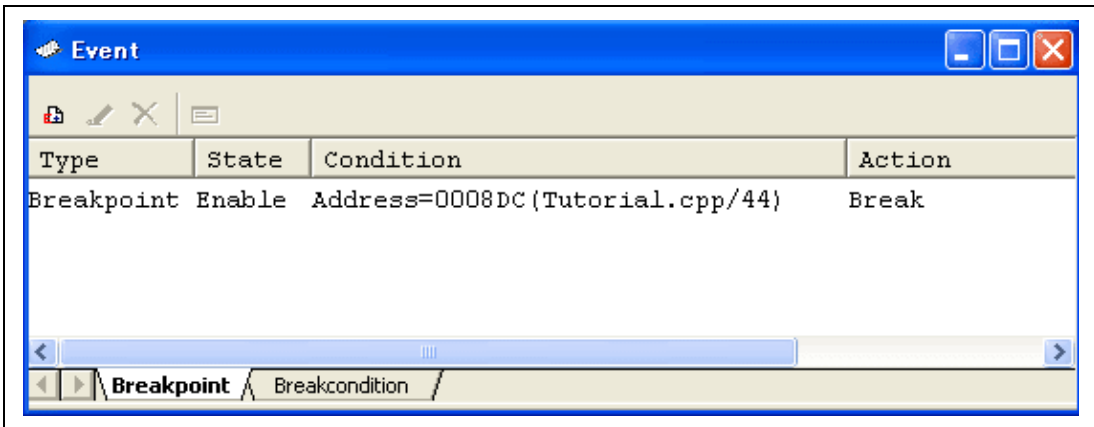 Event
Type State Condition Action
Breakpoint Enable Address=0008DC(Tutorial.cpp/44) Break
Breakpoint Breakcondition